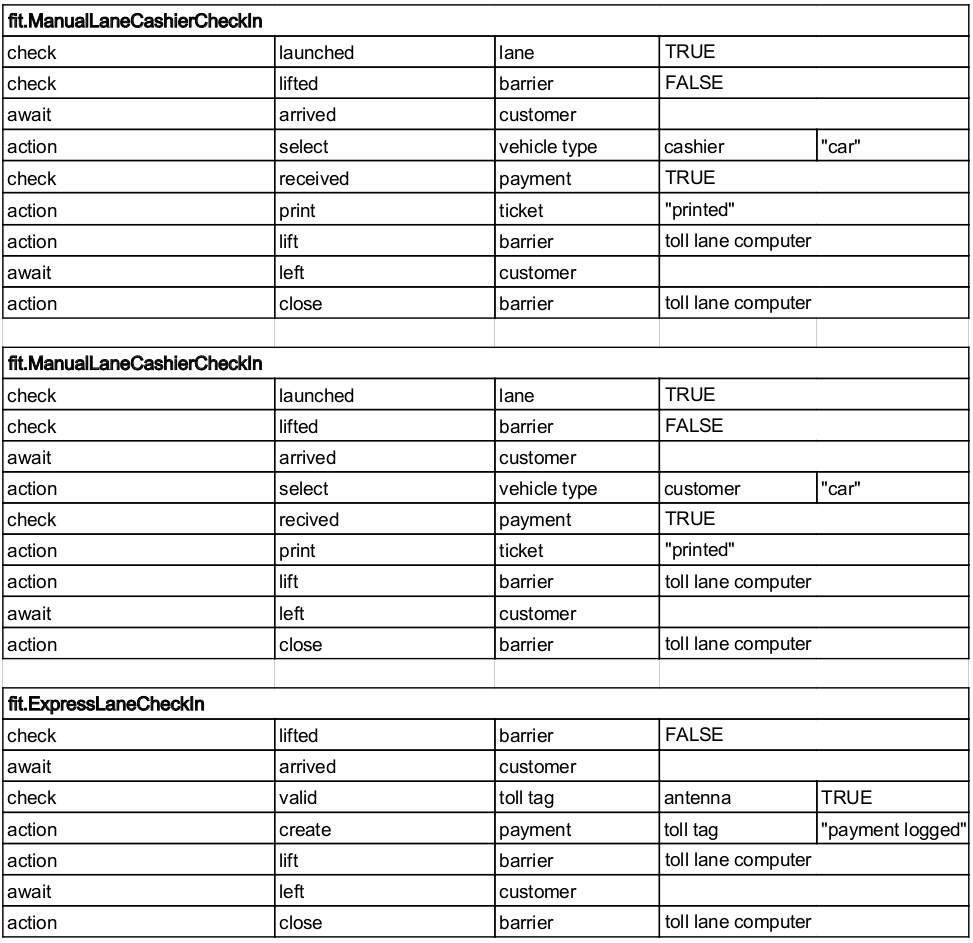 fit.ManualLaneCashierCheckIn
check launched lane TRUE
check lifted barrier FALSE
await arrived customer
action select vehicle type cashier "car"
check received payment TRUE
action print ticket "printed"
action lift barrier toll lane computer
await left customer
action close barrier toll lane computer
fit.ManualLaneCashierCheckIn
check launched lane TRUE
check lifted barrier FALSE
await arrived customer
action select vehicle type customer "car"
check recived payment TRUE
action print ticket "printed"
action lift barrier toll lane computer
await left customer
action close barrier toll lane computer
fit.ExpressLaneCheckIn
check lifted barrier FALSE
await arrived customer
check valid toll tag antenna TRUE
action create payment toll tag "payment logged"
action lift barrier toll lane computer
await left customer
action close barrier toll lane computer